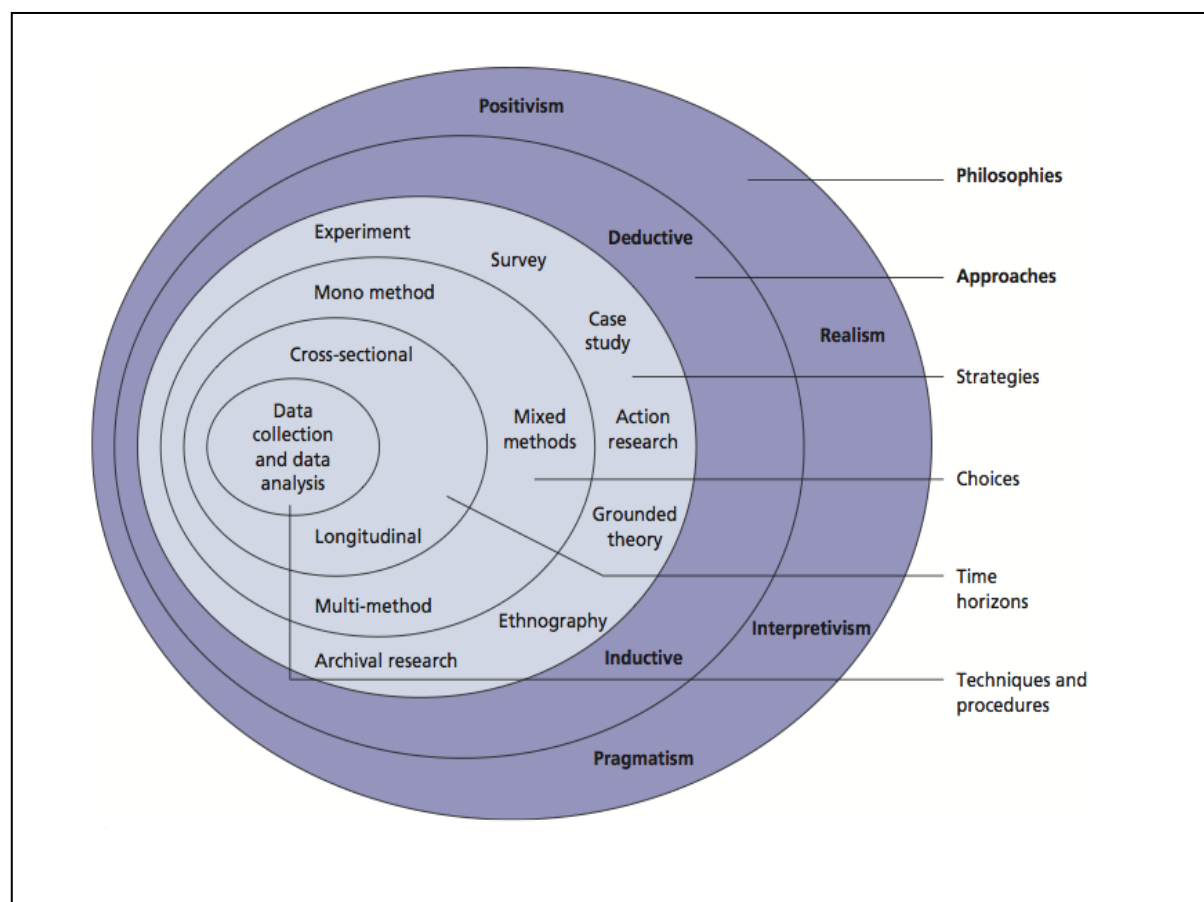 Positivism
Philosophies
Deductive
Approaches
Realism
Experiment
Survey
Case
study
Strategies
Mono method
Cross-sectional
Data
collection
and data
analysis
Mixed
methods
Action
research
Choices
Grounded
theory
Longitudinal
Time
horizons
Multi-method
Ethnography
Interpretivism
Archival research
Inductive
Techniques and
procedures
Pragmatism